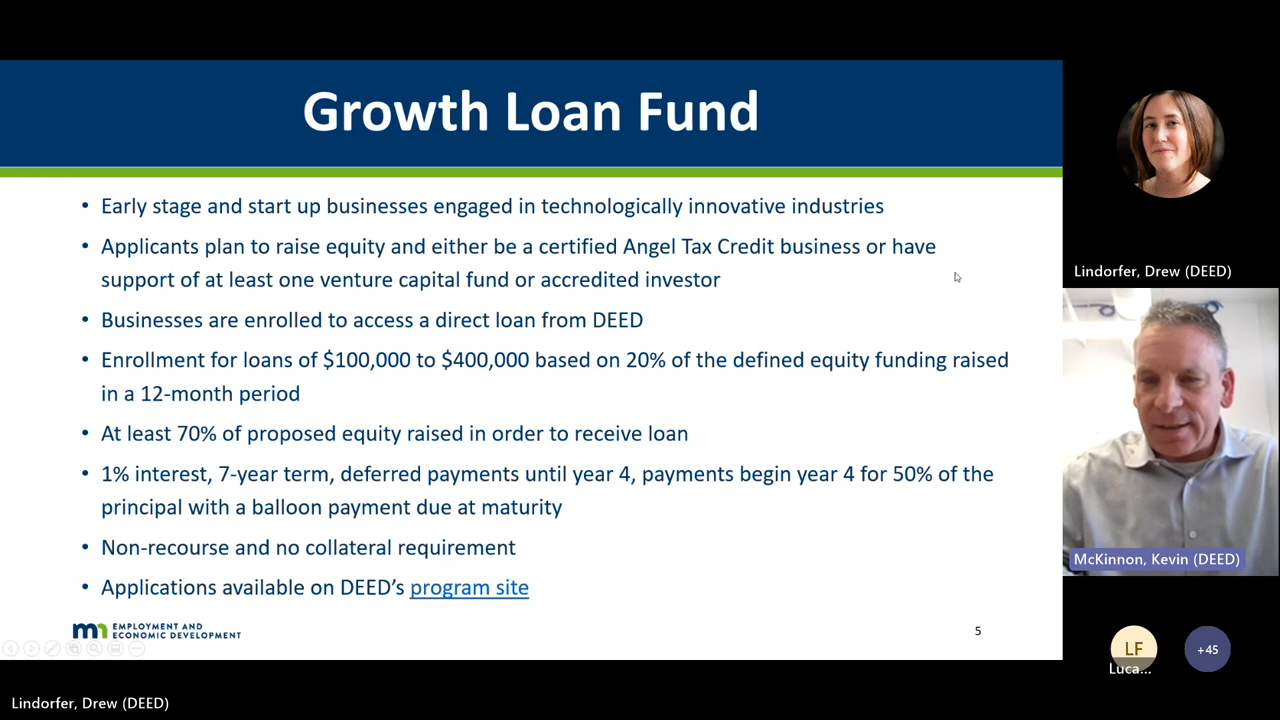 Growth Loan Fund
• Early stage and start up businesses engaged in technologically innovative industries
• Applicants plan to raise equity and either be a certified Angel Tax Credit business or have
support of at least one venture capital fund or accredited investor
• Businesses are enrolled to access a direct loan from DEED
• Enrollment for loans of $100,000 to $400,000 based on 20% of the defined equity funding raised
in a 12-month period
• At least 70% of proposed equity raised in order to receive loan
• 1% interest, 7-year term, deferred payments until year 4, payments begin year 4 for 50% of the
principal with a balloon payment due at maturity
• Non-recourse and no collateral requirement
• Applications available on DEED’s program site
mn EMPLOYMENT AND
ECONOMIC DEVELOPMENT
5
Lindorfer, Drew (DEED)
McKinnon, Kevin (DEED)
LF
Luca...
+45
Lindorfer, Drew (DEED)